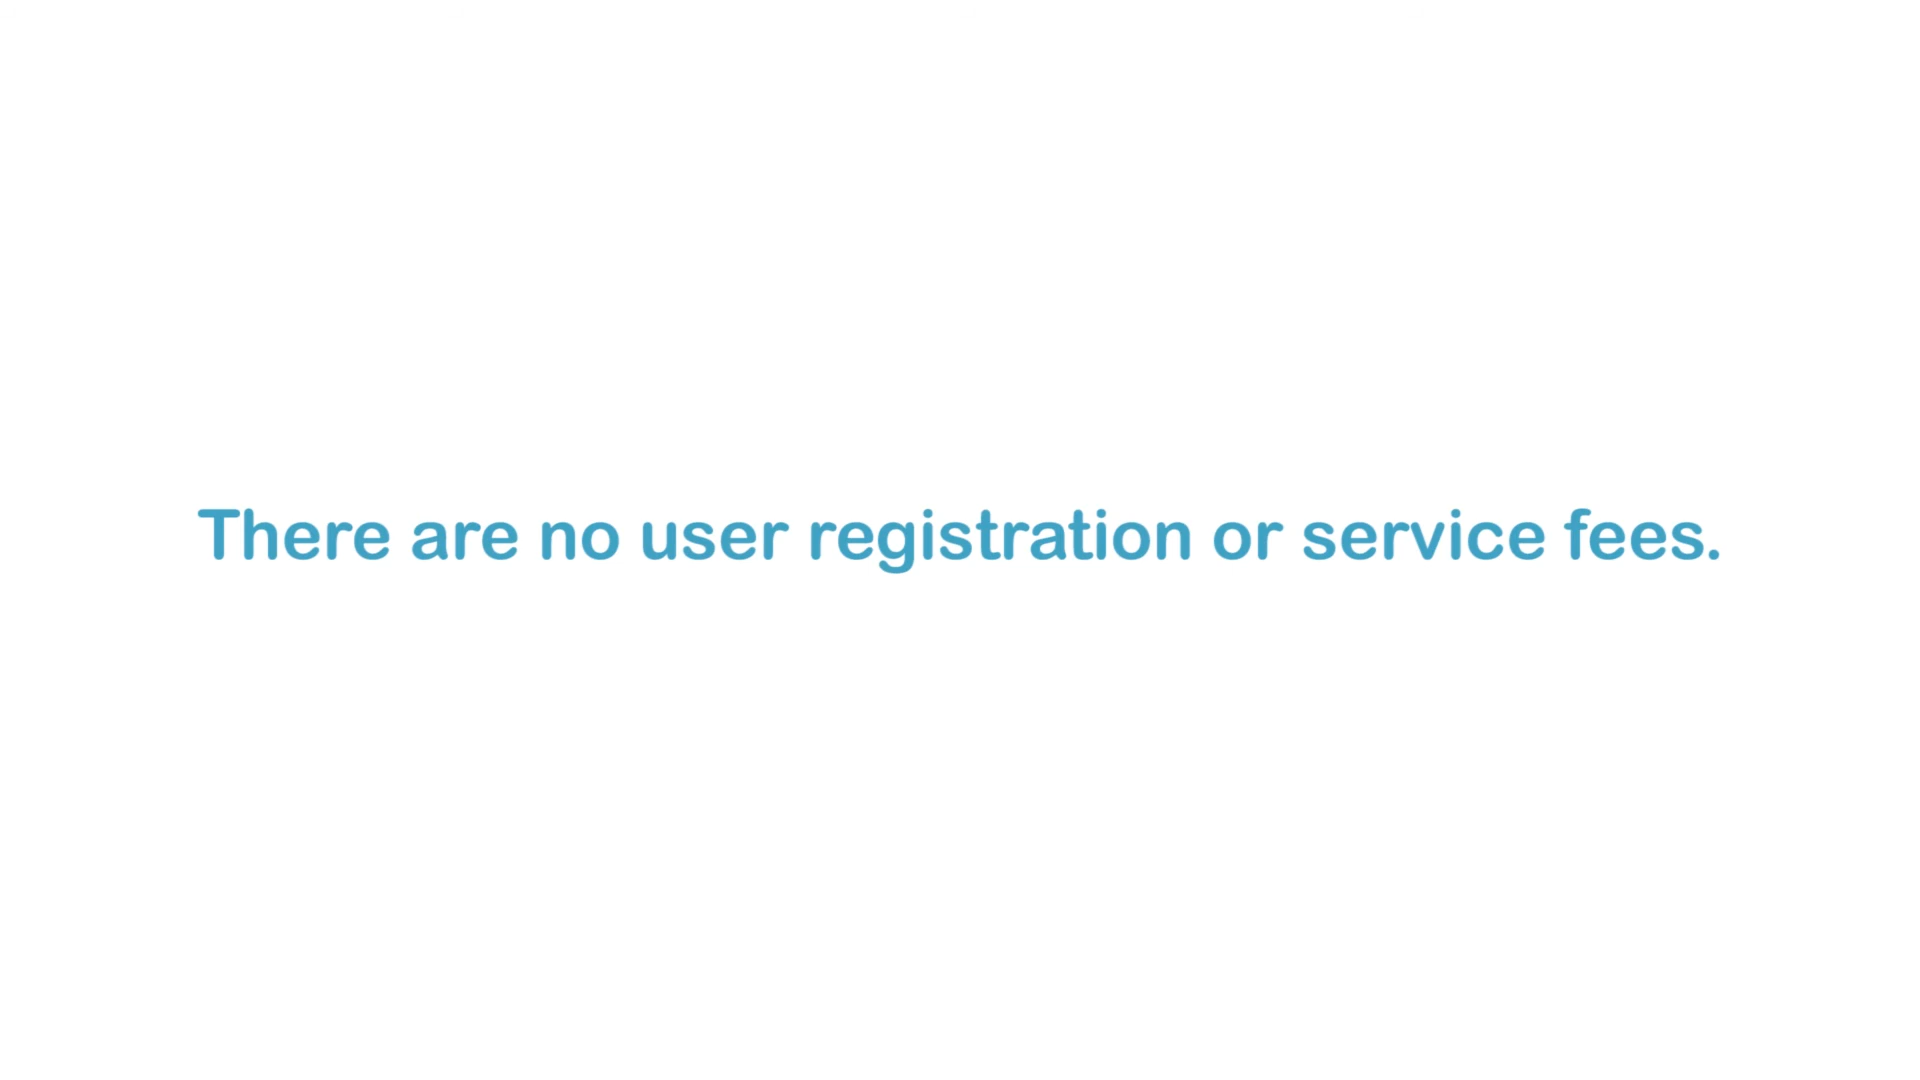 There are no user registration or service fees.